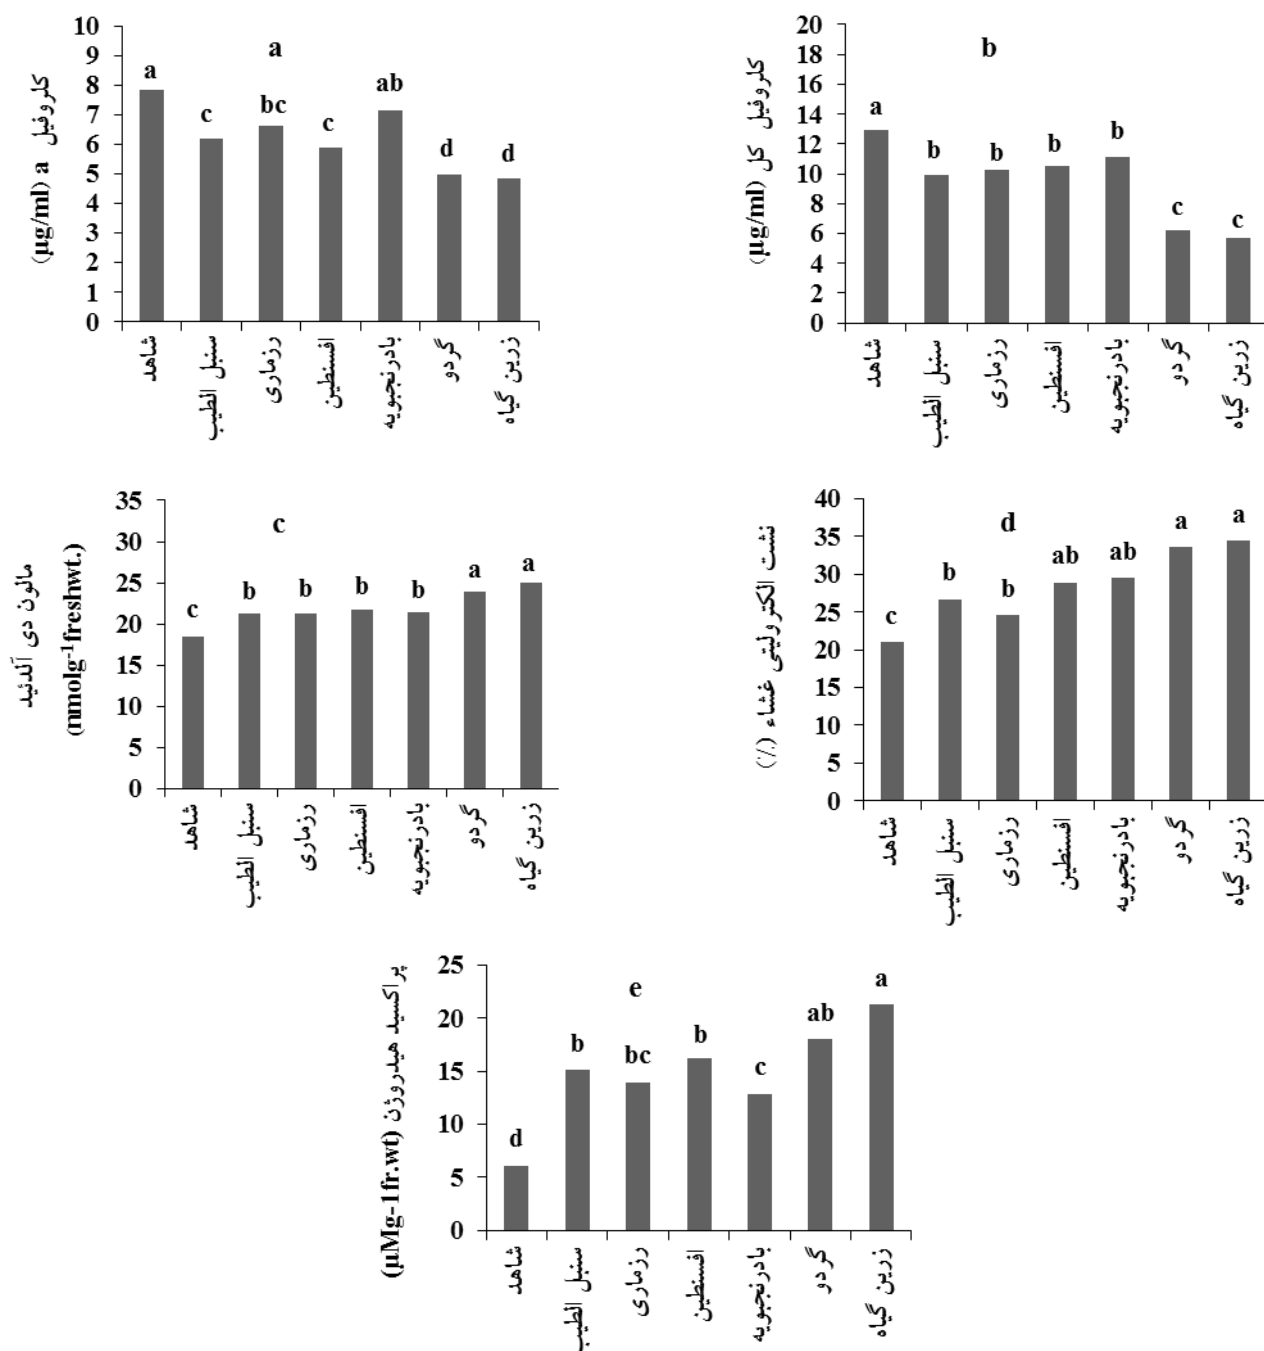 کلروفیل a (µg/ml)
10
9
8
7
6
5
4
3
2
1
0
a
a
c
bc
c
ab
d
d
شاهد
سنبل الطیب
رزماری
افسنطین
بادرنجبویه
گردو
زرین گیاه
کلروفیل کل (µg/ml)
20
18
16
14
12
10
8
6
4
2
0
b
a
b
b
b
b
c
c
شاهد
سنبل الطیب
رزماری
افسنطین
بادرنجبویه
گردو
زرین گیاه
مالون دی آلدئید
(nmolg-1freshwt.)
35
30
25
20
15
10
5
0
c
c
b
b
b
b
a
a
شاهد
سنبل الطیب
رزماری
افسنطین
بادرنجبویه
گردو
زرین گیاه
نشت الکترولیتی غشاء (٪)
40
35
30
25
20
15
10
5
0
d
c
b
b
ab
ab
a
a
شاهد
سنبل الطیب
رزماری
افسنطین
بادرنجبویه
گردو
زرین گیاه
پراکسید هیدروژن (µMg-1fr.wt)
25
20
15
10
5
0
e
d
b
bc
b
c
ab
a
شاهد
سنبل الطیب
رزماری
افسنطین
بادرنجبویه
گردو
زرین گیاه